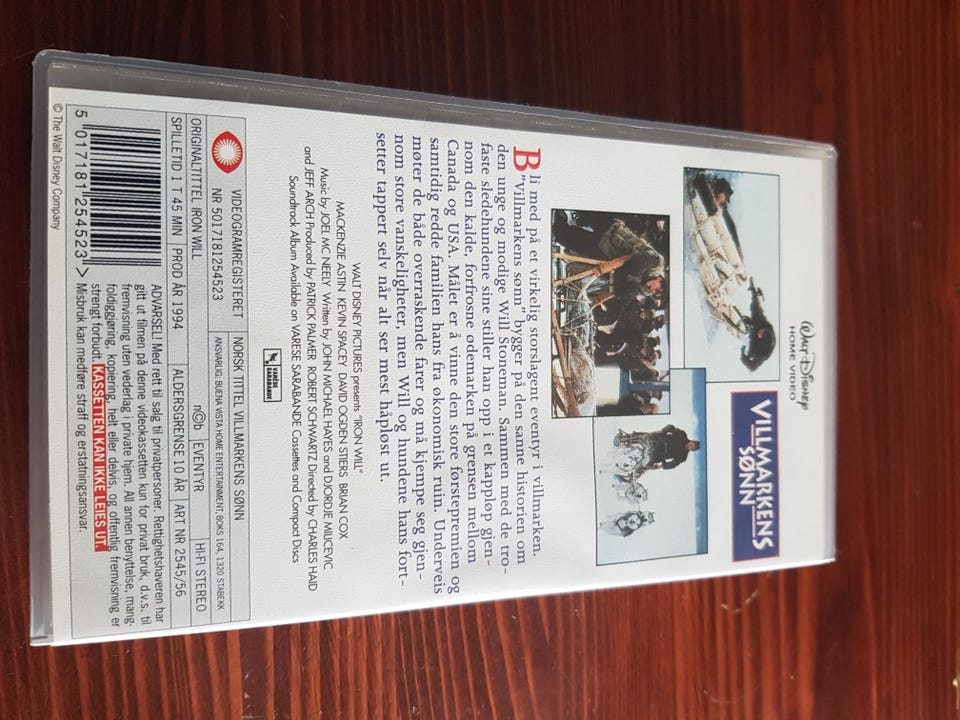 WALT DISNEY
HOME VIDEO
VILLMARKENS
SØNN
Bli med på et virkelig storslagent eventyr i villmarken.
"Villmarkens sønn" bygger på den sanne historien om
den unge og modige Will Stoneman. Sammen med de tro-
faste sledehundene sine stiller han opp i et kappløp gjen-
nom den kalde, forfrosne ødemarken på grensen mellom
Canada og USA. Målet er å vinne den store førstepremien og
samtidig redde familien hans fra økonomisk ruin. Underveis
møter de både overraskende farer og må kjempe seg gjen-
nom store vanskeligheter, men Will og hundene hans fort-
setter tappert selv når alt ser mest håpløst ut.
WALT DISNEY PICTURES presents "IRON WILL"
MACKENZIE ASTIN KEVIN SPACEY DAVID OGDEN STIERS BRIAN COX
Music by JOEL MC NEELY Written by JOHN MICHAEL HAYES and DJORDJE MILICEVIC
and JEFF ARCH Produced by PATRICK PALMER ROBERT SCHWARTZ Directed by CHARLES HAID
Soundtrack Album Available on VARESE SARABANDE Cassettes and Compact Discs
VARÈSE
SARABANDE
VIDEOGRAMREGISTERET
NR 5017181254523
NORSK TITTEL VILLMARKENS SØNN
ANSVARLIG: BUENA VISTA HOME ENTERTAINMENT, BOKS 164, 1320 STABEKK
ORIGINALTITTEL IRON WILL
n©b
EVENTYR
HI-FI STEREO
SPILLETID 1 T 45 MIN
PROD ÅR 1994
ALDERSGRENSE 10 ÅR
ART NR 2545/56
5 017181 254523 >
ADVARSEL! Med rett til salg til privatpersoner. Rettighetshaveren har
gitt ut filmen på denne videokassetten kun for privat bruk, d.v.s. til
fremvisning uten vederlag i private hjem. All annen benyttelse, mang-
foldiggjøring, kopiering, helt eller delvis, og offentlig fremvisning er
strengt forbudt. KASSETTEN KAN IKKE LEIES UT.
Misbruk kan medføre straff og erstatningsansvar.
© The Walt Disney Company